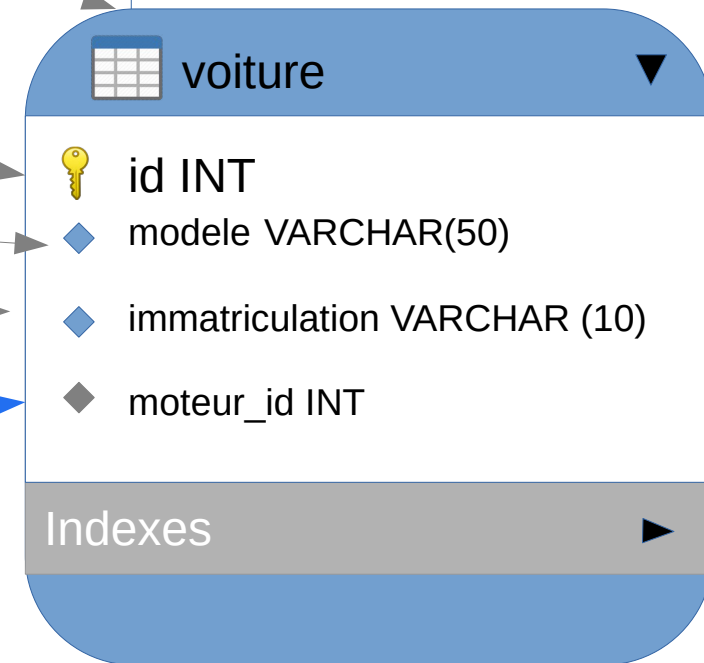 voiture
id INT
modele VARCHAR(50)
immatriculation VARCHAR (10)
moteur_id INT
Indexes